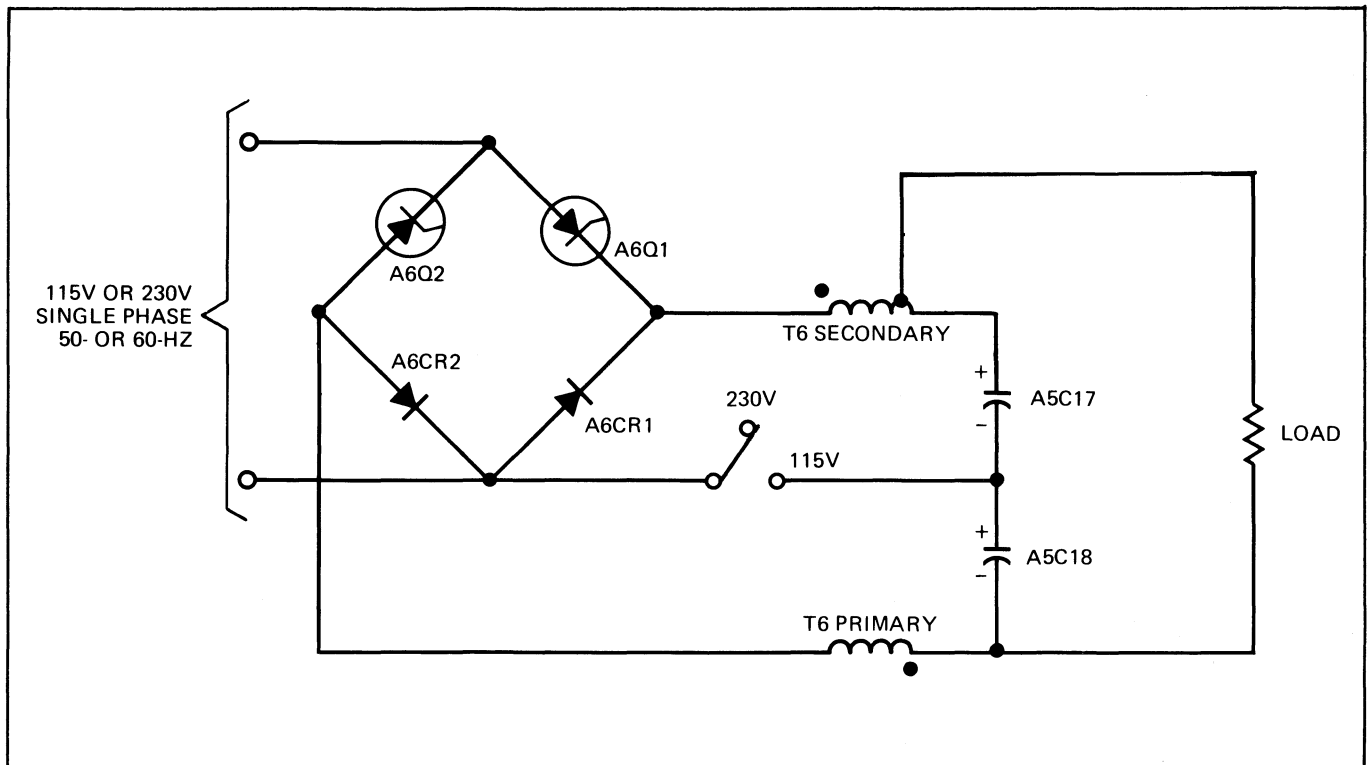 115V OR 230V
SINGLE PHASE
50- OR 60-HZ
A6Q2
A6Q1
A6CR2
A6CR1
T6 SECONDARY
230V
115V
+
-
A5C17
+
-
A5C18
LOAD
T6 PRIMARY